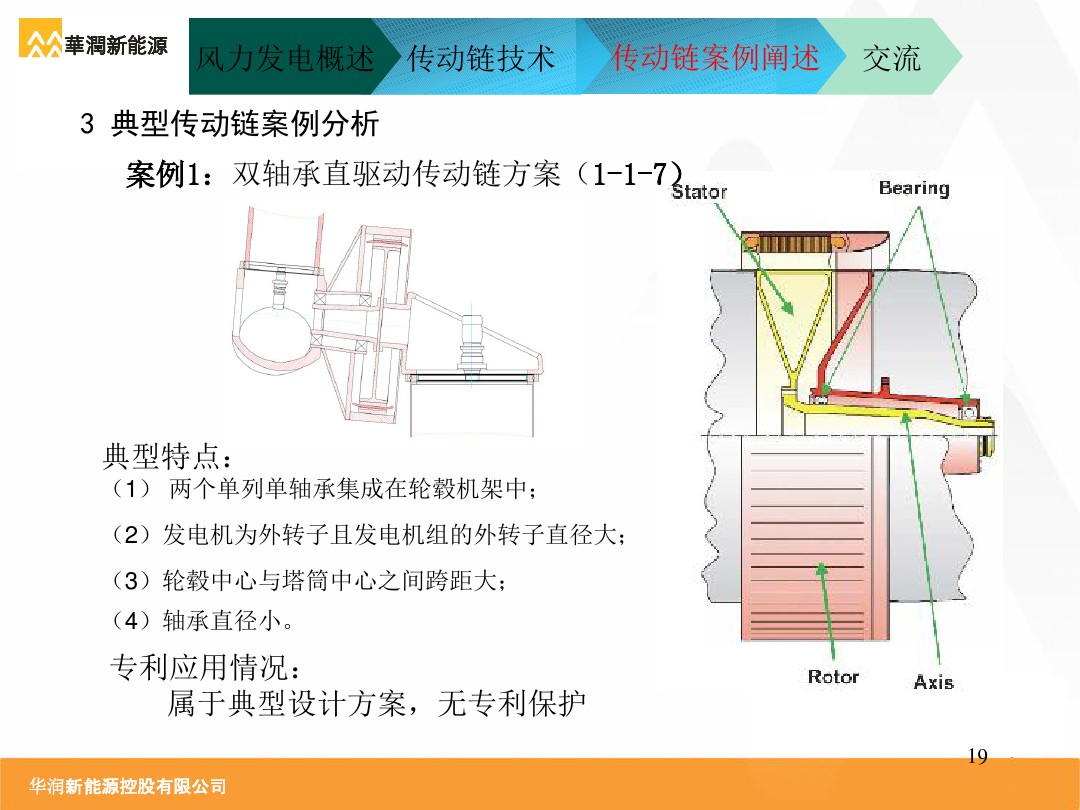 華潤新能源
风力发电概述
传动链技术
传动链案例阐述
交流
3 典型传动链案例分析
案例1：双轴承直驱动传动链方案（1-1-7）
Stator
Bearing
典型特点：
（1） 两个单列单轴承集成在轮毂机架中；
（2）发电机为外转子且发电机组的外转子直径大；
（3）轮毂中心与塔筒中心之间跨距大；
（4）轴承直径小。
专利应用情况：
属于典型设计方案，无专利保护
Rotor
Axis
19
华润新能源控股有限公司